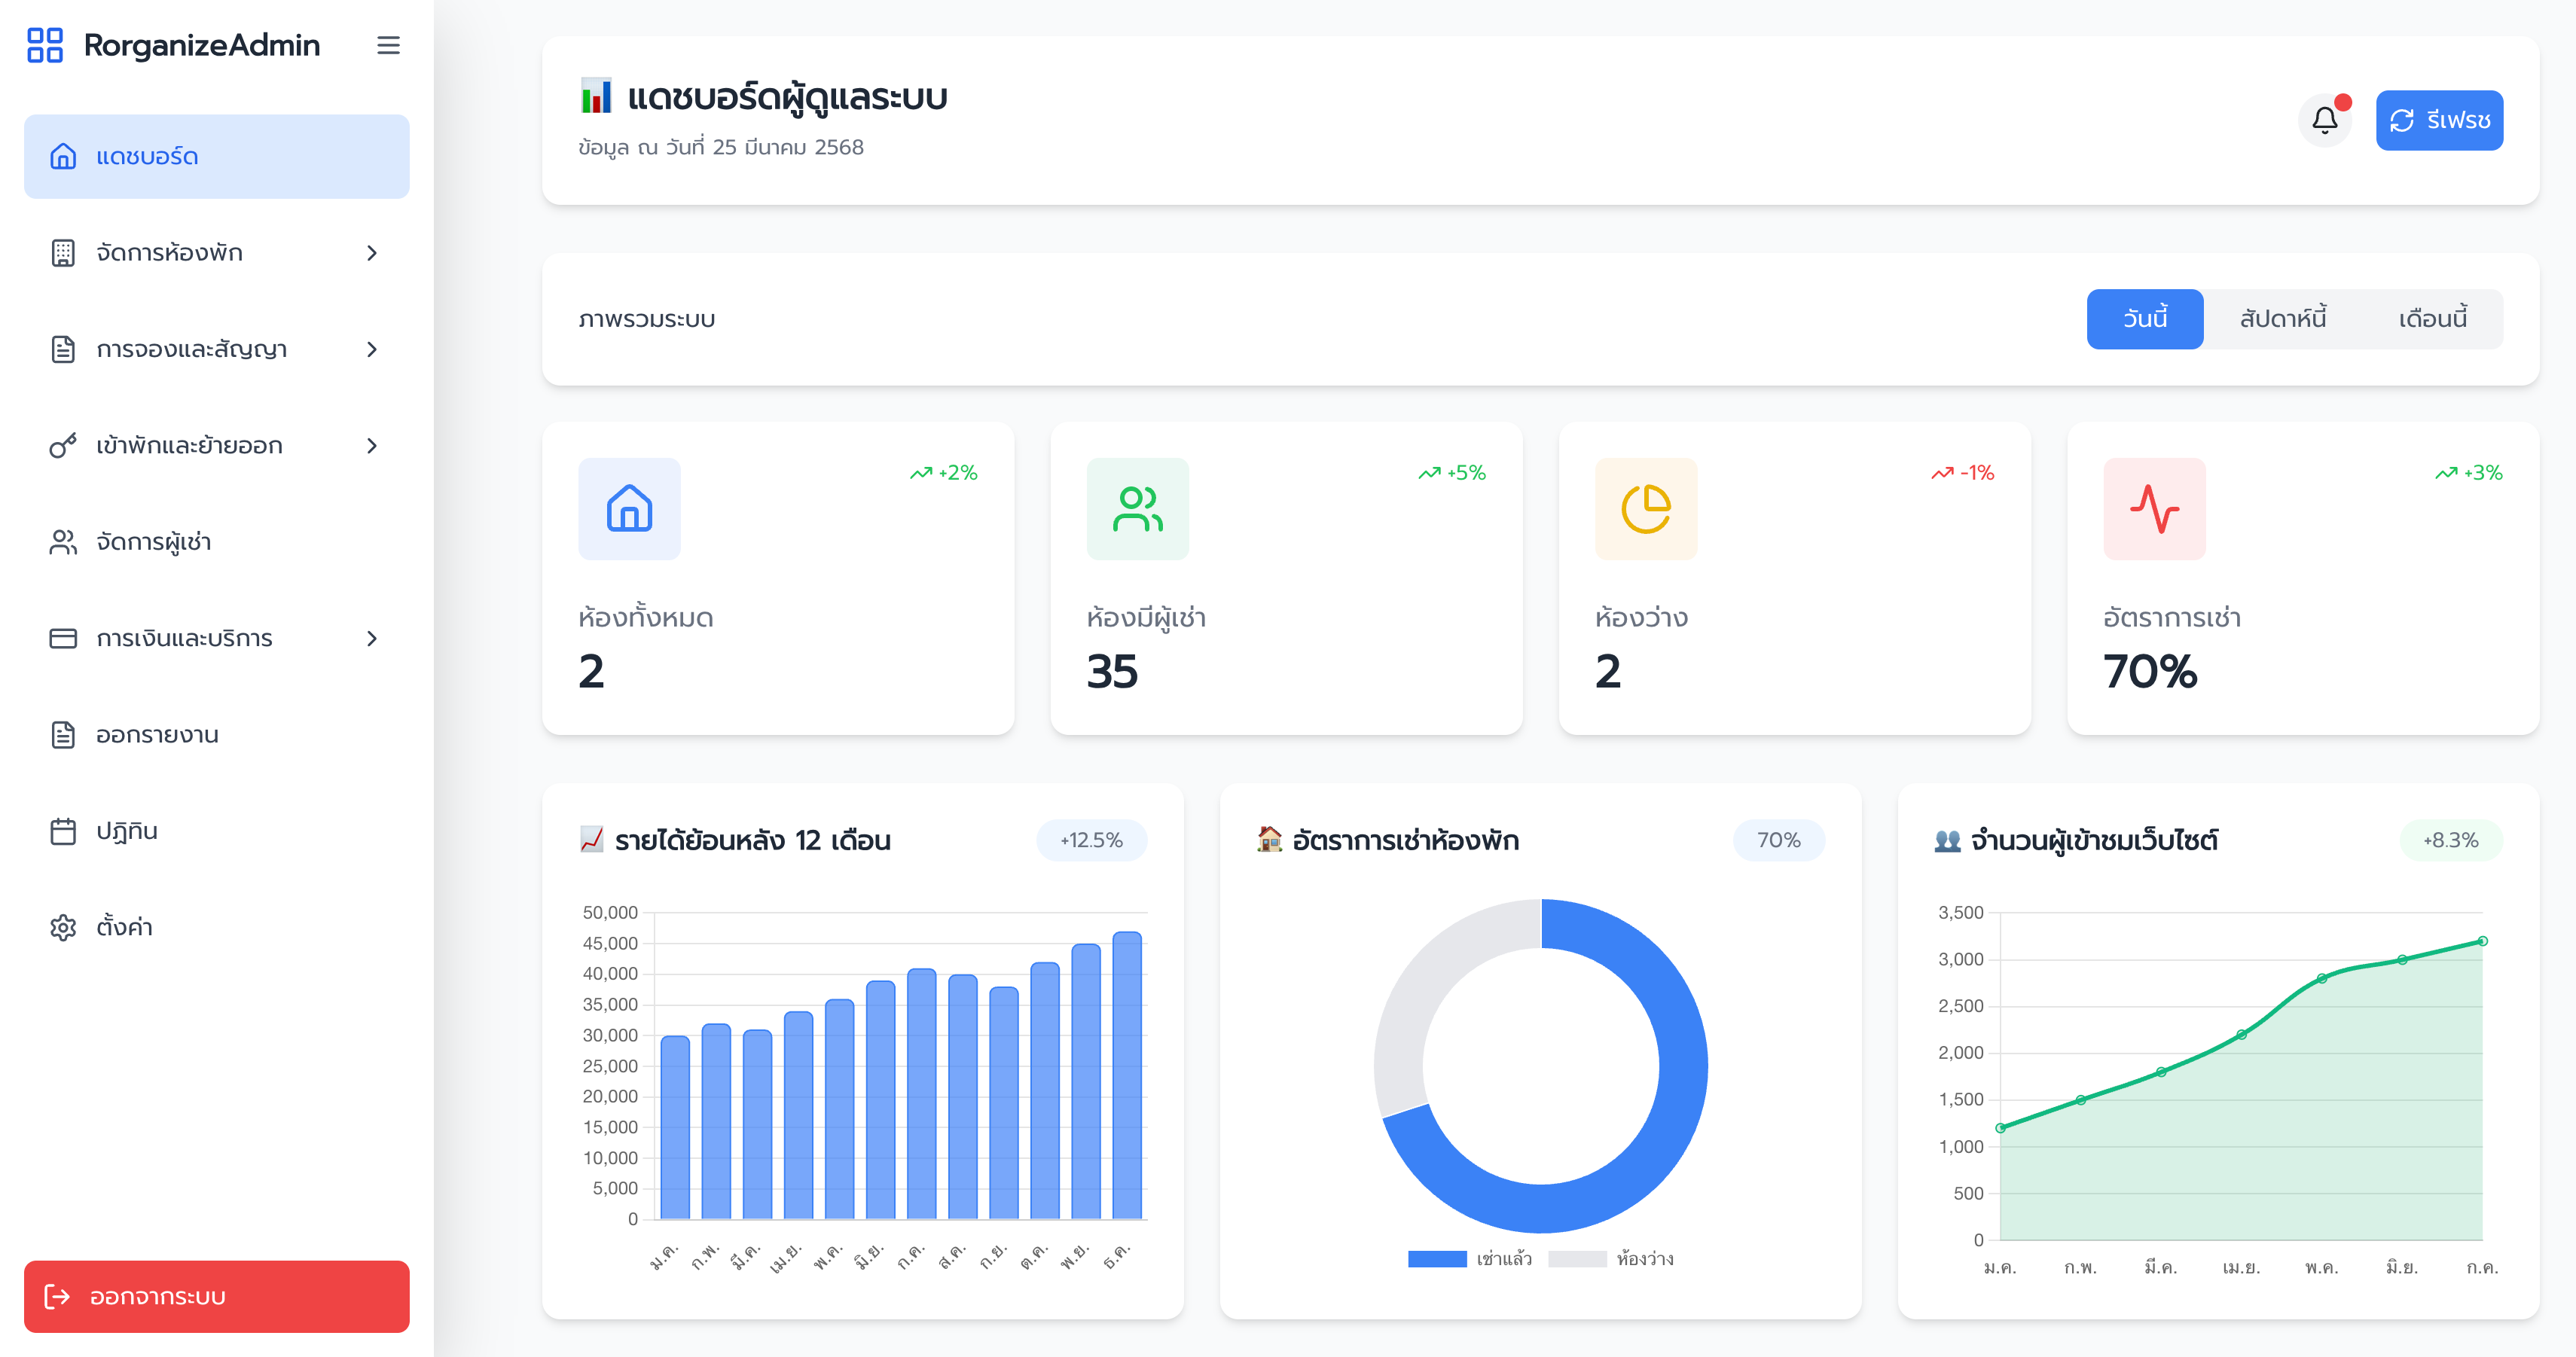 RorganizeAdmin
แดชบอร์ด
จัดการห้องพัก
การจองและสัญญา
เข้าพักและย้ายออก
จัดการผู้เช่า
การเงินและบริการ
ออกรายงาน
ปฏิทิน
ตั้งค่า
ออกจากระบบ
แดชบอร์ดผู้ดูแลระบบ
ข้อมูล ณ วันที่ 25 มีนาคม 2568
รีเฟรช
ภาพรวมระบบ
วันนี้ สัปดาห์นี้ เดือนนี้
+2%
ห้องทั้งหมด
2
+5%
ห้องมีผู้เช่า
35
-1%
ห้องว่าง
2
+3%
อัตราการเช่า
70%
รายได้ย้อนหลัง 12 เดือน +12.5%
50,000
45,000
40,000
35,000
30,000
25,000
20,000
15,000
10,000
5,000
0
ม.ค. ก.พ. มี.ค. เม.ย. พ.ค. มิ.ย. ก.ค. ส.ค. ก.ย. ต.ค. พ.ย. ธ.ค.
อัตราการเช่าห้องพัก 70%
เช่าแล้ว ห้องว่าง
จำนวนผู้เข้าชมเว็บไซต์ +8.3%
3,500
3,000
2,500
2,000
1,500
1,000
500
0
ม.ค. ก.พ. มี.ค. เม.ย. พ.ค. มิ.ย. ก.ค.